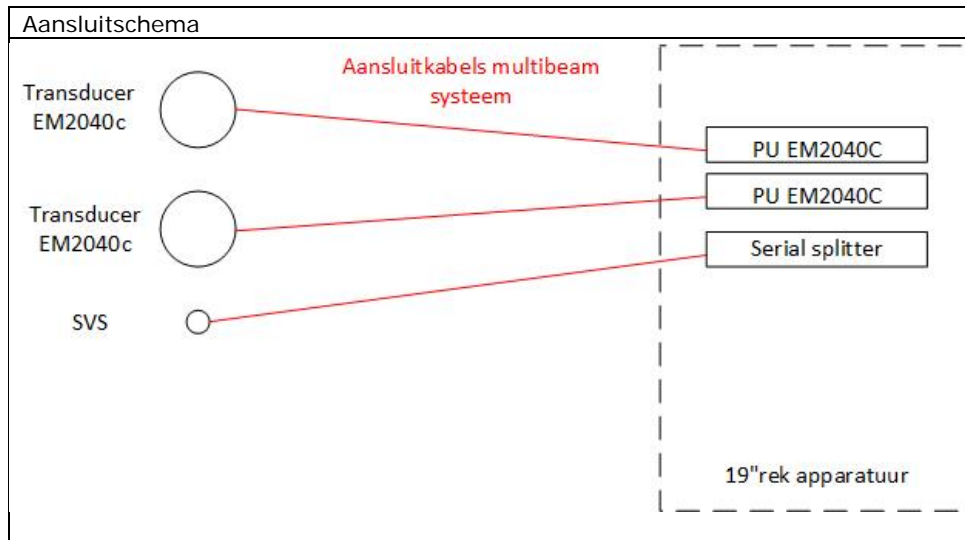 Aansluitschema
Aansluitkabels multibeam
systeem
Transducer
EM2040c
PU EM2040C
PU EM2040C
Transducer
EM2040c
Serial splitter
SVS
19"rek apparatuur